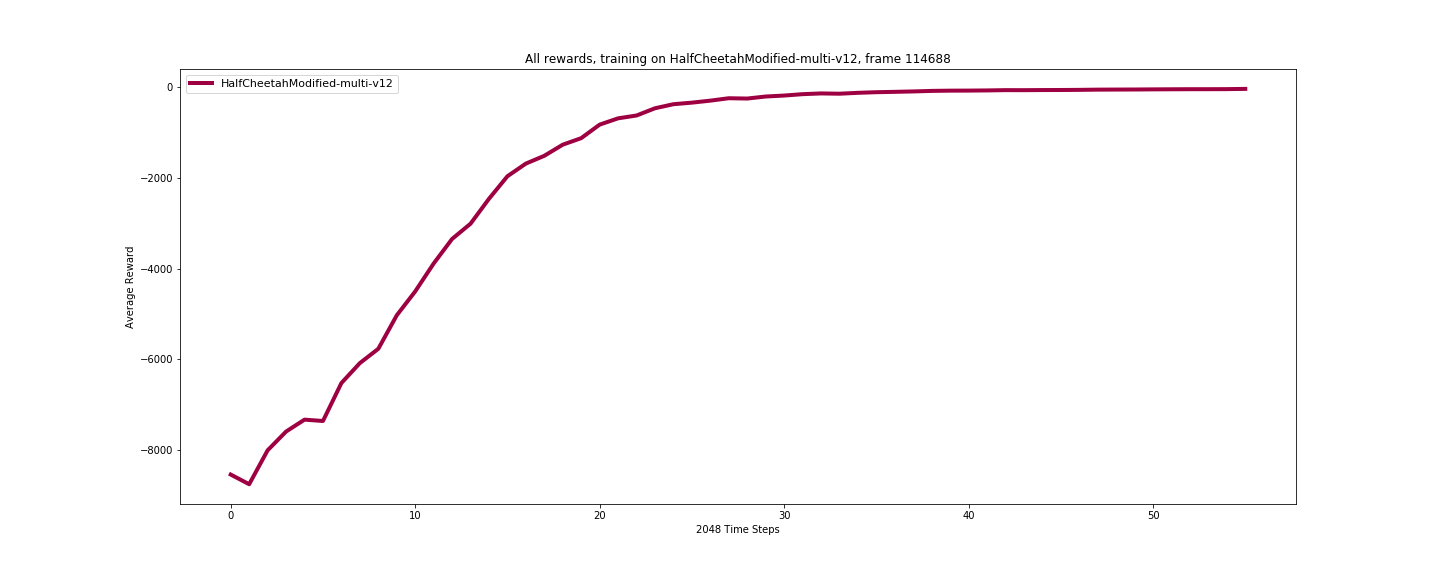 All rewards, training on HalfCheetahModified-multi-v12, frame 114688
HalfCheetahModified-multi-v12
0
−2000
−4000
−6000
−8000
Average Reward
0 10 20 30 40 50
2048 Time Steps